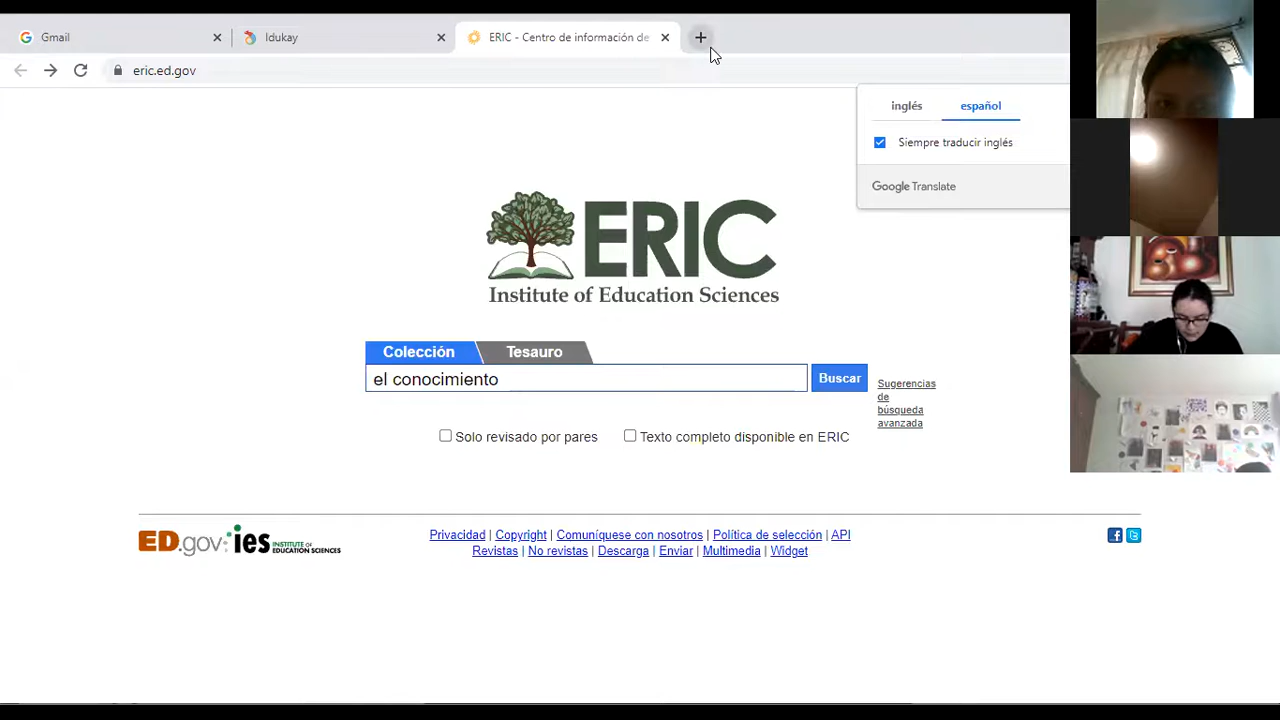 Gmail
Idukay
ERIC - Centro de información de
eric.ed.gov
inglés español
Siempre traducir inglés
Google Translate
ERIC
Institute of Education Sciences
Colección Tesauro
el conocimiento
Buscar
Sugerencias
de
búsqueda
avanzada
Solo revisado por pares Texto completo disponible en ERIC
ED.gov ies INSTITUTE OF
EDUCATION SCIENCES
Privacidad | Copyright | Comuníquese con nosotros | Política de selección | API
Revistas | No revistas | Descarga | Enviar | Multimedia | Widget